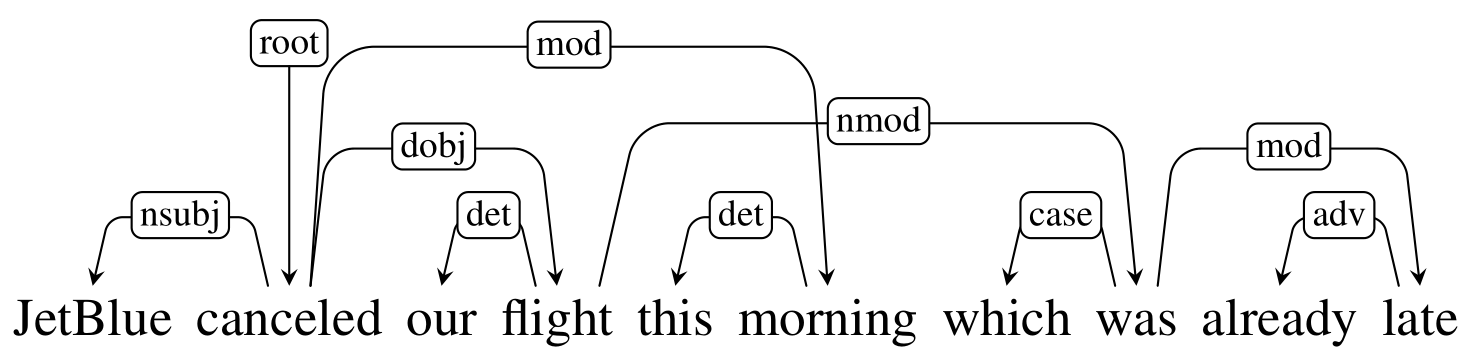 root
mod
nmod
dobj
mod
nsubj
det
det
case
adv
JetBlue canceled our flight this morning which was already late